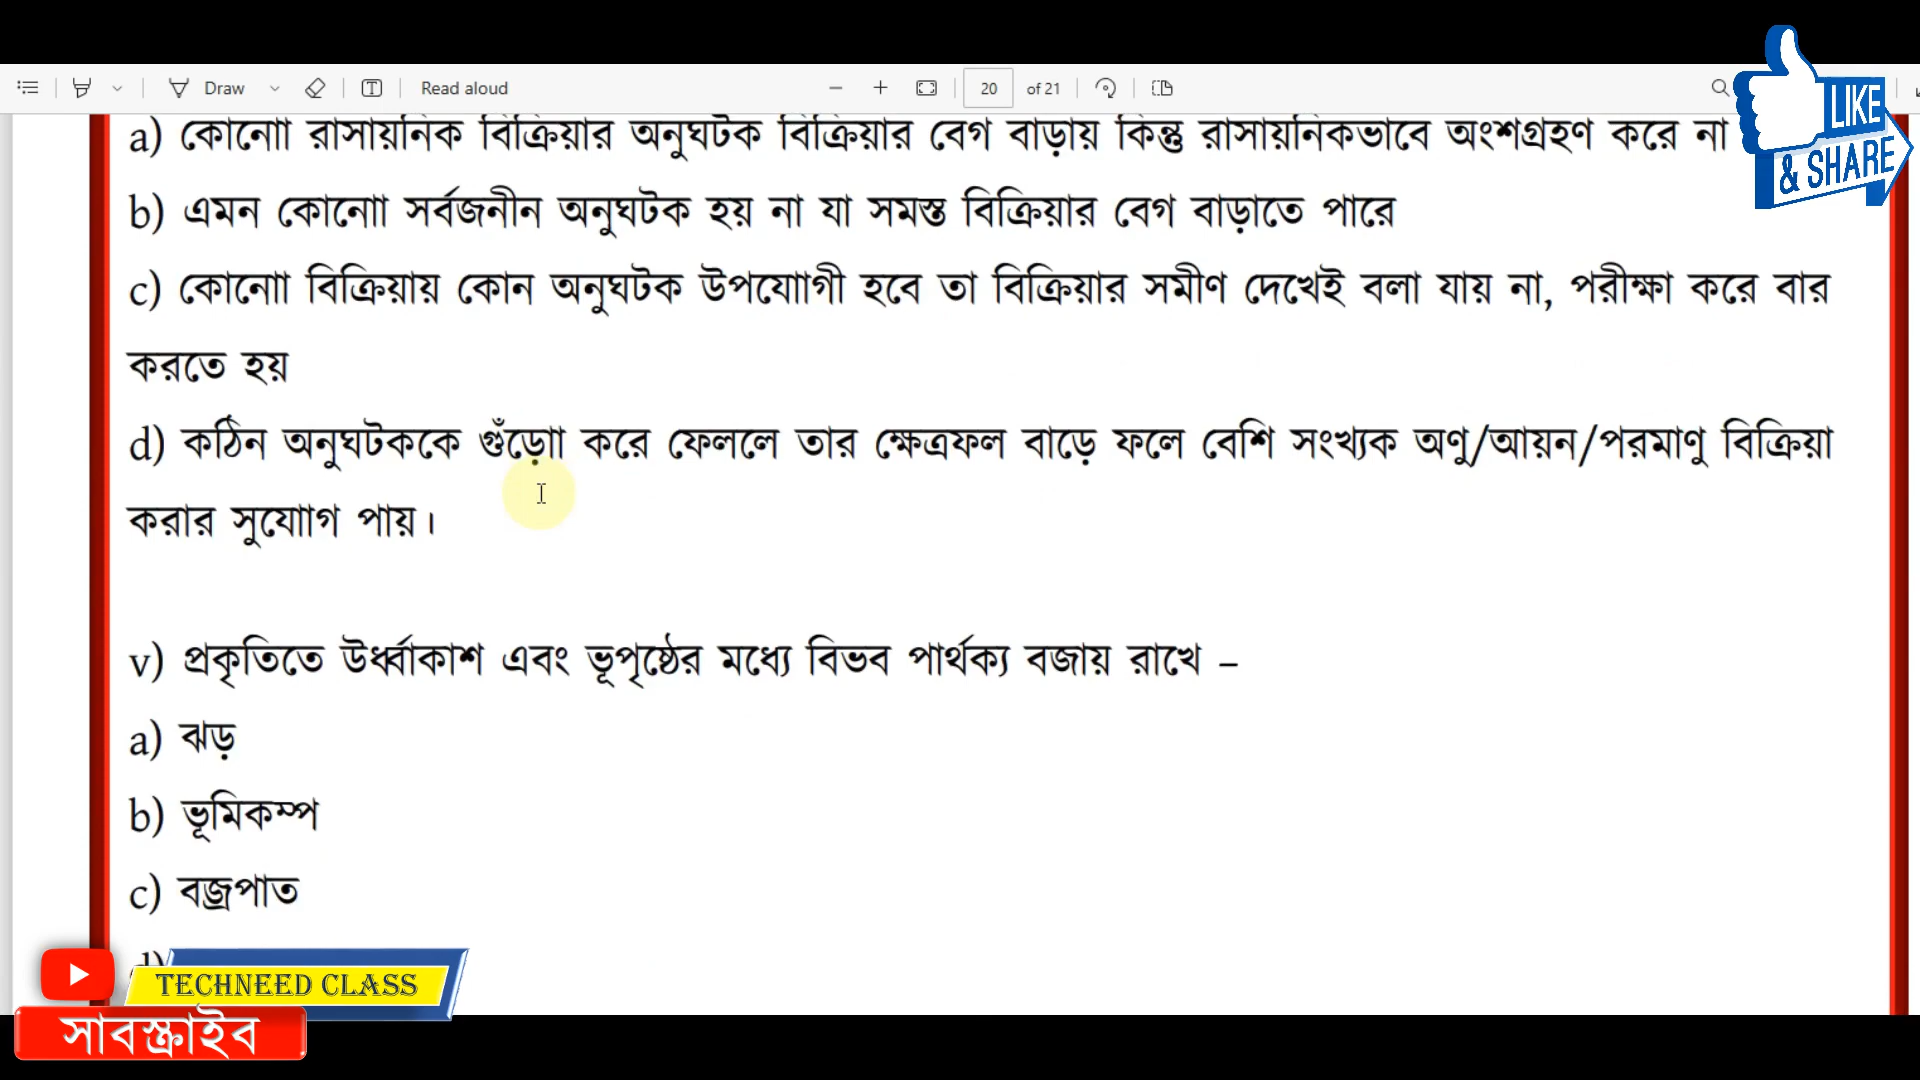 Draw
Read aloud
20 of 21
LIKE
& SHARE
a) কোনো রাসায়নিক বিক্রিয়ার অনুঘটক বিক্রিয়ার বেগ বাড়ায় কিন্তু রাসায়নিকভাবে অংশগ্রহণ করে না
b) এমন কোনো সর্বজনীন অনুঘটক হয় না যা সমস্ত বিক্রিয়ার বেগ বাড়াতে পারে
c) কোনো বিক্রিয়ায় কোন অনুঘটক উপযোগী হবে তা বিক্রিয়ার সমীণ দেখেই বলা যায় না, পরীক্ষা করে বার
করতে হয়
d) কঠিন অনুঘটককে গুঁড়ো করে ফেললে তার ক্ষেত্রফল বাড়ে ফলে বেশি সংখ্যক অণু/আয়ন/পরমাণু বিক্রিয়া
করার সুযোগ পায়।
v) প্রকৃতিতে উর্ধ্বাকাশ এবং ভূপৃষ্ঠের মধ্যে বিভব পার্থক্য বজায় রাখে –
a) ঝড়
b) ভূমিকম্প
c) বজ্রপাত
TECHNEED CLASS
সাবস্ক্রাইব